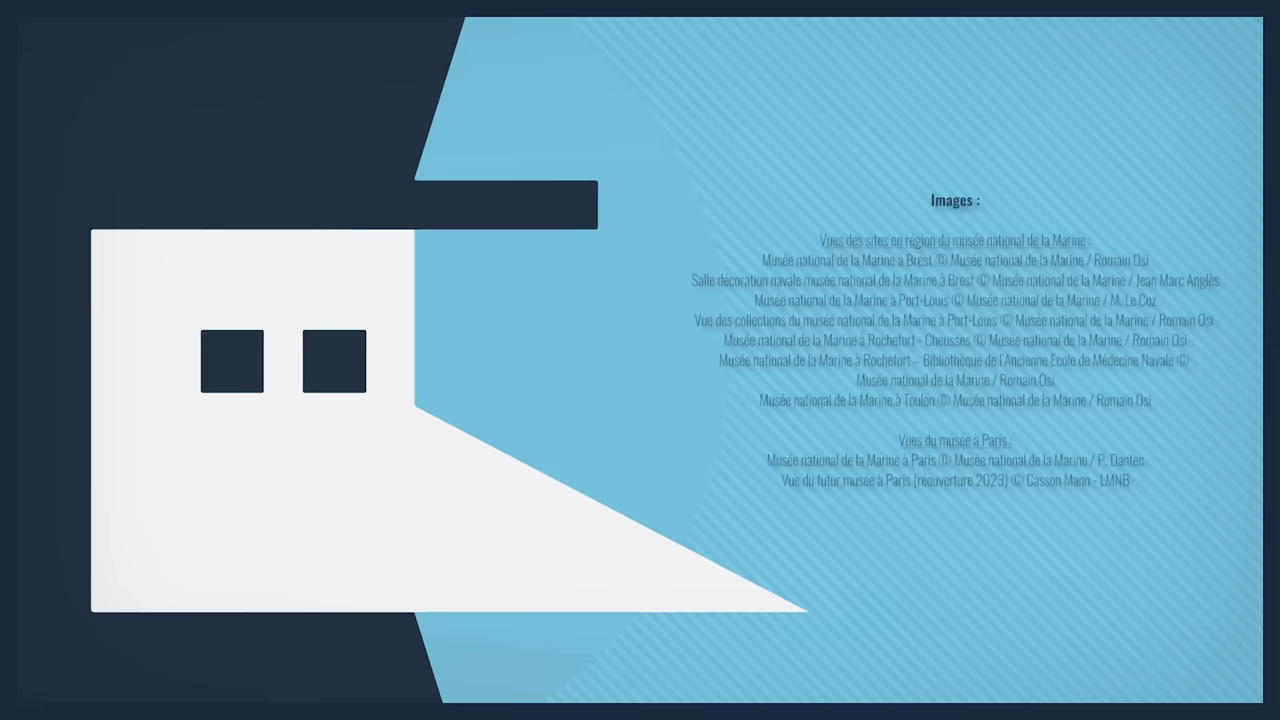 Images :
Vues des sites en région du musée national de la Marine :
Musée national de la Marine à Brest © Musée national de la Marine / Romain Osi
Salle décoration navale musée national de la Marine à Brest © Musée national de la Marine / Jean Marc Anglès
Musée national de la Marine à Port-Louis © Musée national de la Marine / M. Le Coz
Vue des collections du musée national de la Marine à Port-Louis © Musée national de la Marine / Romain Osi
Musée national de la Marine à Rochefort - Cheusses © Musée national de la Marine / Romain Osi
Musée national de la Marine à Rochefort – Bibliothèque de l'Ancienne Ecole de Médecine Navale ©
Musée national de la Marine / Romain Osi
Musée national de la Marine à Toulon © Musée national de la Marine / Romain Osi
Vues du musée à Paris :
Musée national de la Marine à Paris © Musée national de la Marine / P. Dantec
Vue du futur musée à Paris (réouverture 2023) © Casson Mann - LMNB